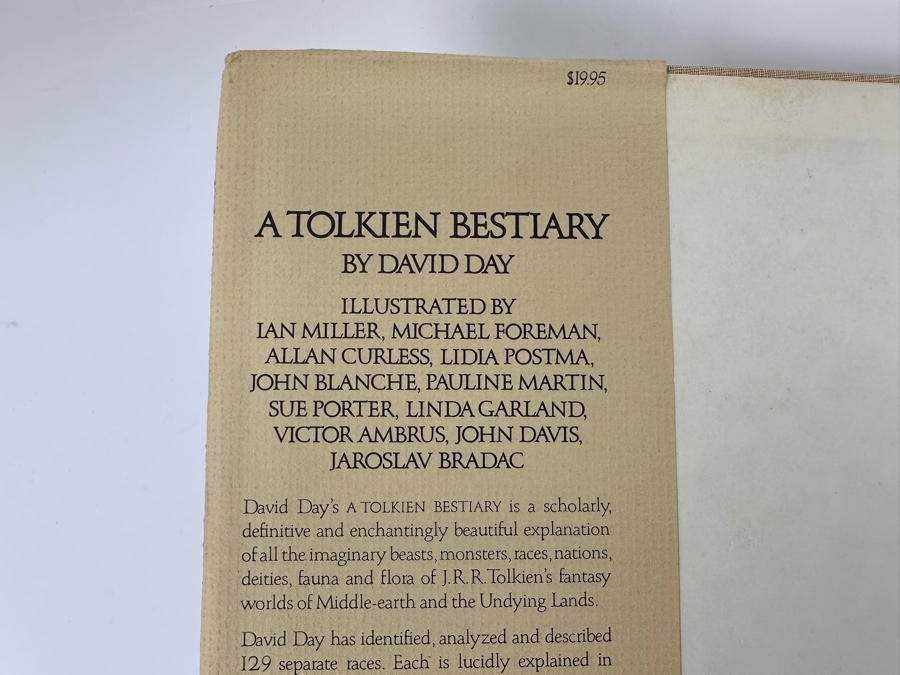 $19.95
A TOLKIEN BESTIARY
BY DAVID DAY
ILLUSTRATED BY
IAN MILLER, MICHAEL FOREMAN,
ALLAN CURLESS, LIDIA POSTMA,
JOHN BLANCHE, PAULINE MARTIN,
SUE PORTER, LINDA GARLAND,
VICTOR AMBRUS, JOHN DAVIS,
JAROSLAV BRADAC
David Day's A TOLKIEN BESTIARY is a scholarly,
definitive and enchantingly beautiful explanation
of all the imaginary beasts, monsters, races, nations,
deities, fauna and flora of J.R.R.Tolkien's fantasy
worlds of Middle-earth and the Undying Lands.
David Day has identified, analyzed and described
129 separate races. Each is lucidly explained in